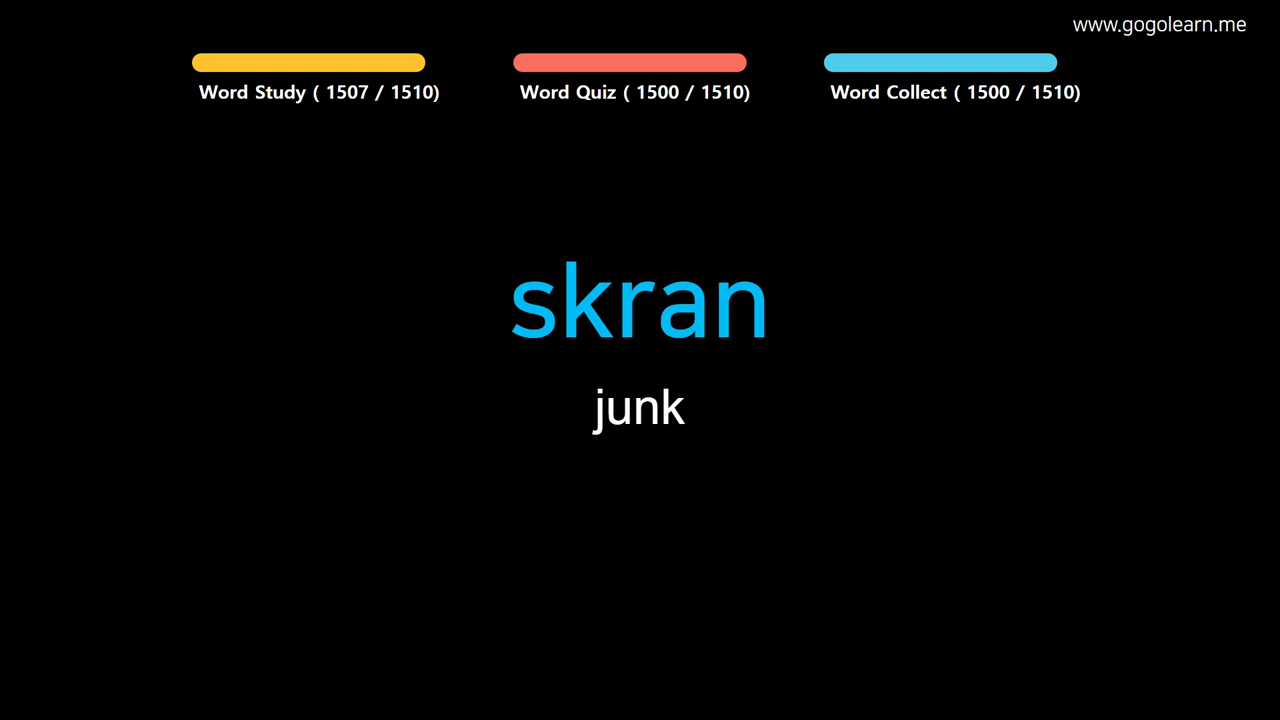 www.gogolearn.me
Word Study ( 1507 / 1510)
Word Quiz ( 1500 / 1510)
Word Collect ( 1500 / 1510)
skran
junk